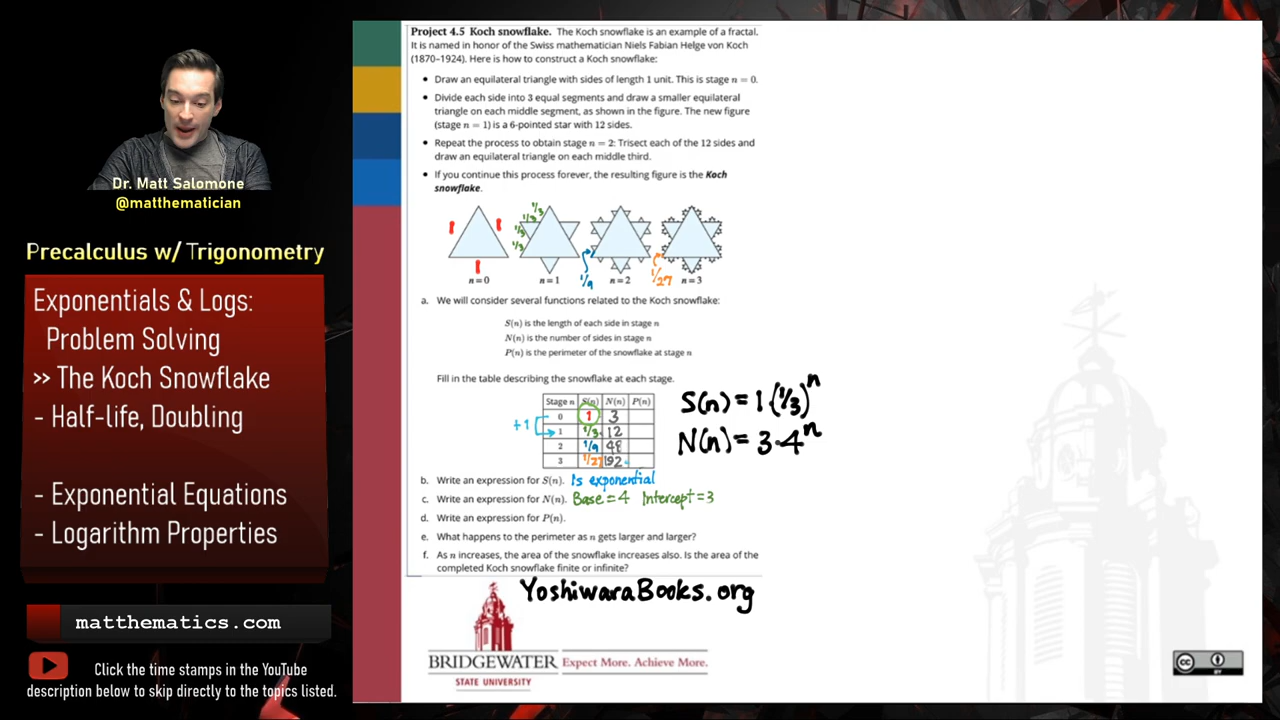 Dr. Matt Salomone
@matthematician
Precalculus w/ Trigonometry
Exponentials & Logs:
Problem Solving
>> The Koch Snowflake
- Half-life, Doubling
- Exponential Equations
- Logarithm Properties
matthematics.com
Click the time stamps in the YouTube
description below to skip directly to the topics listed.
Project 4.5 Koch snowflake. The Koch snowflake is an example of a fractal.
It is named in honor of the Swiss mathematician Niels Fabian Helge von Koch
(1870–1924). Here is how to construct a Koch snowflake:
• Draw an equilateral triangle with sides of length 1 unit. This is stage n = 0.
• Divide each side into 3 equal segments and draw a smaller equilateral
triangle on each middle segment, as shown in the figure. The new figure
(stage n = 1) is a 6-pointed star with 12 sides.
• Repeat the process to obtain stage n = 2: Trisect each of the 12 sides and
draw an equilateral triangle on each middle third.
• If you continue this process forever, the resulting figure is the Koch
snowflake.
1 1 1/3 1/3
1/3
1/3
1 1/9 1/27
n = 0 n = 1 n = 2 n = 3
a. We will consider several functions related to the Koch snowflake:
S(n) is the length of each side in stage n
N(n) is the number of sides in stage n
P(n) is the perimeter of the snowflake at stage n
Fill in the table describing the snowflake at each stage.
Stage n S(n) N(n) P(n)
0 1 3
+1
1 1/3 12
2 1/9 48
3 1/27 192
S(n) = 1·(1/3)^n
N(n) = 3·4^n
b. Write an expression for S(n). Is exponential
c. Write an expression for N(n). Base = 4 Intercept = 3
d. Write an expression for P(n).
e. What happens to the perimeter as n gets larger and larger?
f. As n increases, the area of the snowflake increases also. Is the area of the
completed Koch snowflake finite or infinite?
YoshiwaraBooks.org
BRIDGEWATER
STATE UNIVERSITY
Expect More. Achieve More.
CC
BY